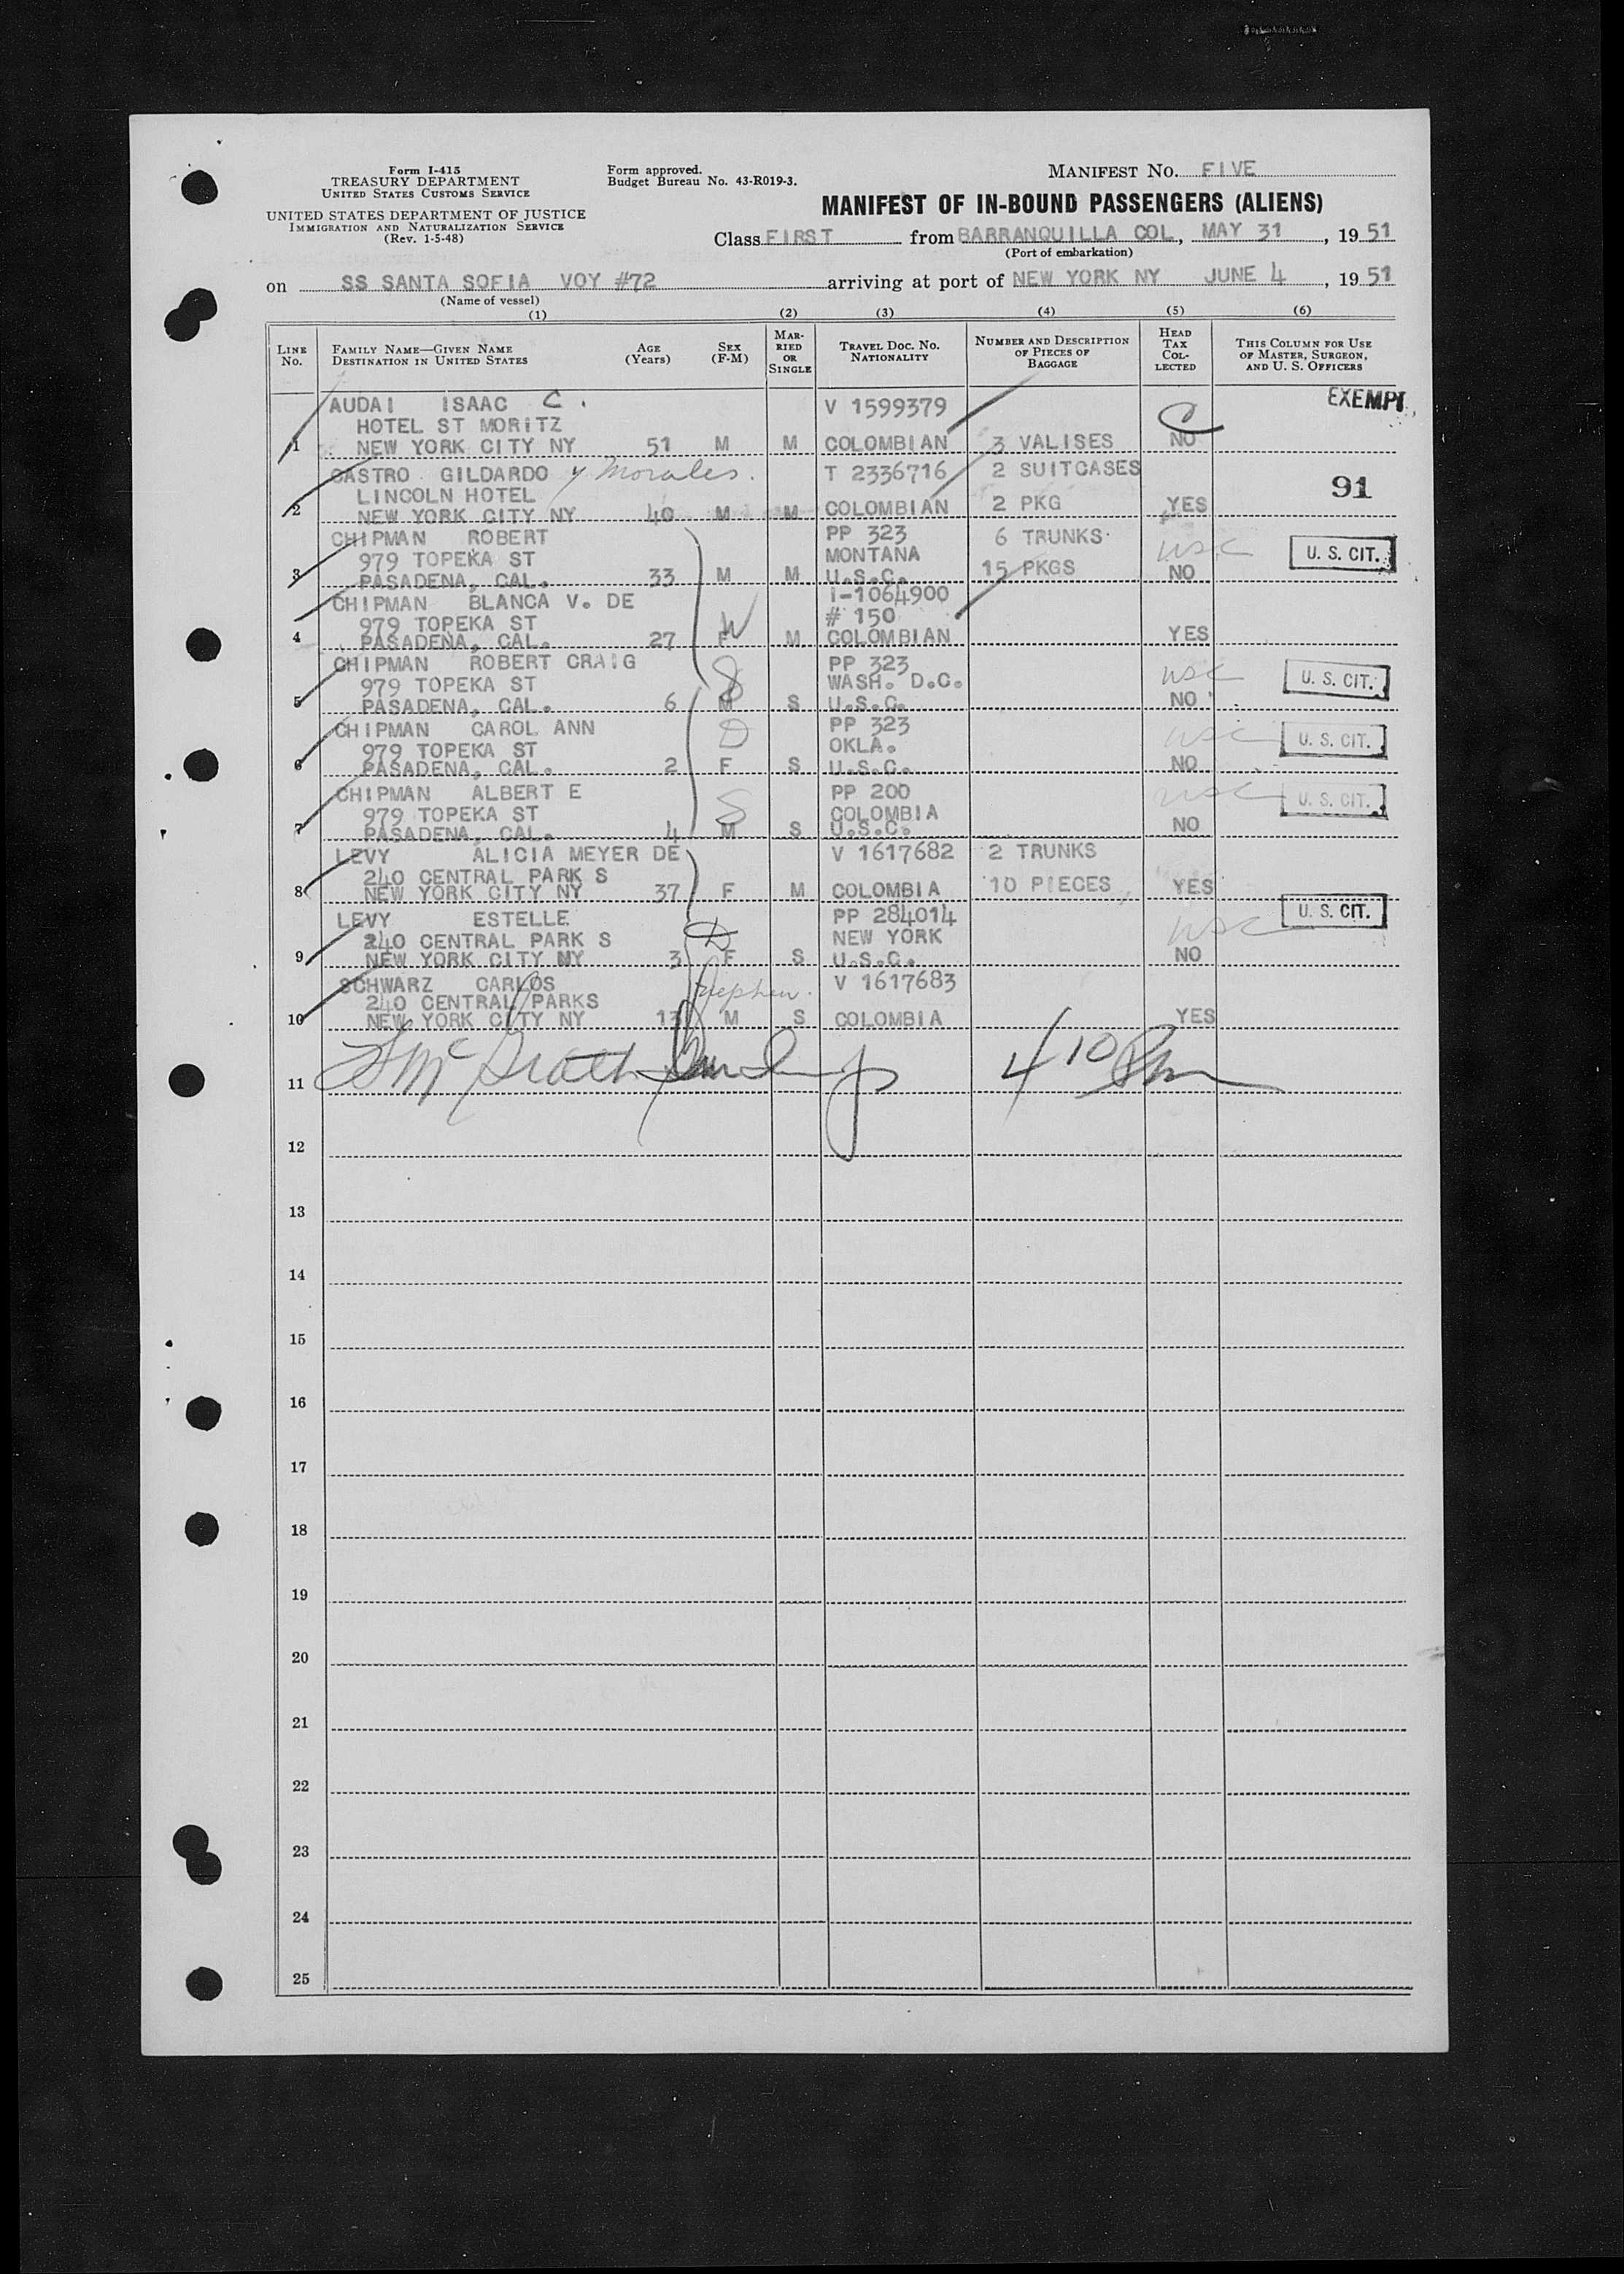 Form I-415
TREASURY DEPARTMENT
UNITED STATES CUSTOMS SERVICE
UNITED STATES DEPARTMENT OF JUSTICE
IMMIGRATION AND NATURALIZATION SERVICE
(Rev. 1-5-48)
Form approved.
Budget Bureau No. 43-R019-3.
MANIFEST NO. FIVE
MANIFEST OF IN-BOUND PASSENGERS (ALIENS)
Class FIRST from BARRANQUILLA COL, MAY 31, 1951
(Port of embarkation)
on SS SANTA SOFIA VOY #72 arriving at port of NEW YORK NY JUNE 4, 1951
(Name of vessel)
(1) (2) (3) (4) (5) (6)
LINE No. FAMILY NAME—GIVEN NAME DESTINATION IN UNITED STATES AGE (Years) SEX (F-M) MARRIED OR SINGLE TRAVEL DOC. NO. NATIONALITY NUMBER AND DESCRIPTION OF PIECES OF BAGGAGE HEAD TAX COLLECTED THIS COLUMN FOR USE OF MASTER, SURGEON, AND U. S. OFFICERS
AUDAI ISAAC C. V 1599379 C EXEMPT
HOTEL ST MORITZ
1 NEW YORK CITY NY 51 M M COLOMBIAN 3 VALISES NO
CASTRO GILDARDO y Morales. T 2336716 2 SUITCASES
LINCOLN HOTEL 91
2 NEW YORK CITY NY 40 M M COLOMBIAN 2 PKG YES
CHIPMAN ROBERT PP 323 6 TRUNKS
979 TOPEKA ST MONTANA usc U. S. CIT.
3 PASADENA, CAL. 33 M M U.S.C. 15 PKGS NO
CHIPMAN BLANCA V. DE I-1064900
979 TOPEKA ST W # 150
4 PASADENA, CAL. 27 F M COLOMBIAN YES
CHIPMAN ROBERT CRAIG PP 323
979 TOPEKA ST S WASH. D.C. usc U. S. CIT.
5 PASADENA, CAL. 6 M S U.S.C. NO
CHIPMAN CAROL ANN D PP 323
979 TOPEKA ST OKLA. usc U. S. CIT.
6 PASADENA, CAL. 2 F S U.S.C. NO
CHIPMAN ALBERT E PP 200
979 TOPEKA ST S COLOMBIA usc U. S. CIT.
7 PASADENA, CAL. 4 M S U.S.C. NO
LEVY ALICIA MEYER DE V 1617682 2 TRUNKS
240 CENTRAL PARK S
8 NEW YORK CITY NY 37 F M COLOMBIA 10 PIECES YES
LEVY ESTELLE PP 284014 U. S. CIT.
240 CENTRAL PARK S D NEW YORK usc
9 NEW YORK CITY NY 3 F S U.S.C. NO
SCHWARZ CARLOS nephew. V 1617683
240 CENTRAL PARKS
10 NEW YORK CITY NY 13 M S COLOMBIA YES
11 4 10 Pm
12
13
14
15
16
17
18
19
20
21
22
23
24
25